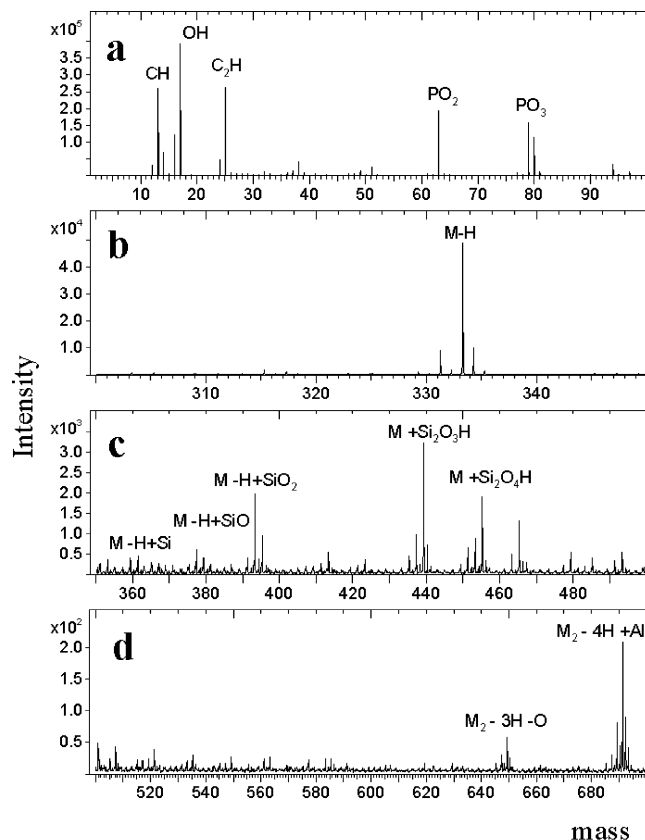 x10⁵
a
3.5
3.0
2.5
2.0
1.5
1.0
CH
OH
C₂H
PO₂
PO₃
10 20 30 40 50 60 70 80 90
x10⁴
b
4.0
3.0
2.0
1.0
M-H
310 320 330 340
Intensity
x10³
c
3.0
2.5
2.0
1.5
1.0
0.5
M -H+Si
M -H+SiO
M -H+SiO₂
M +Si₂O₃H
M +Si₂O₄H
360 380 400 420 440 460 480
x10²
d
2.0
1.5
1.0
0.5
M₂ - 3H -O
M₂ - 4H +Al
520 540 560 580 600 620 640 660 680
mass